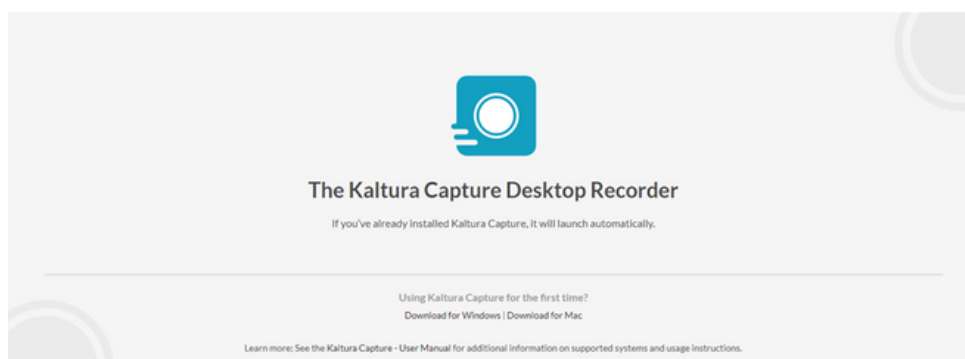 The Kaltura Capture Desktop Recorder
If you've already installed Kaltura Capture, it will launch automatically.
Using Kaltura Capture for the first time?
Download for Windows | Download for Mac
Learn more: See the Kaltura Capture - User Manual for additional information on supported systems and usage instructions.